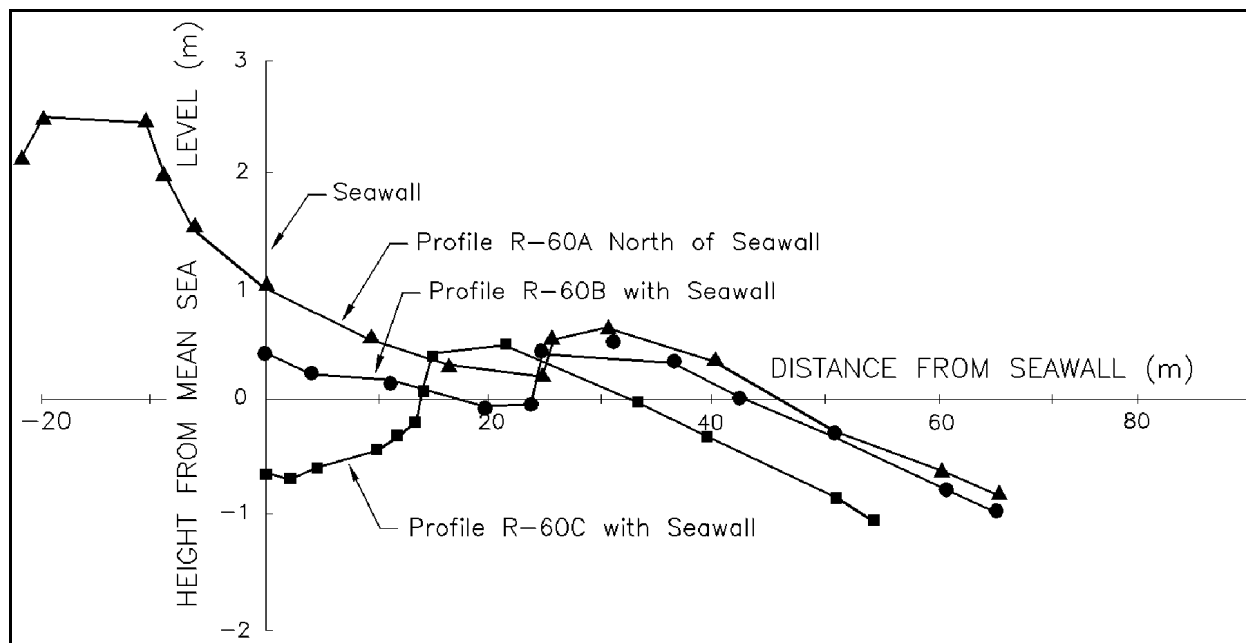 3
2
1
0
-1
-2
HEIGHT FROM MEAN SEA LEVEL (m)
Seawall
Profile R-60A North of Seawall
Profile R-60B with Seawall
DISTANCE FROM SEAWALL (m)
-20
20
40
60
80
Profile R-60C with Seawall